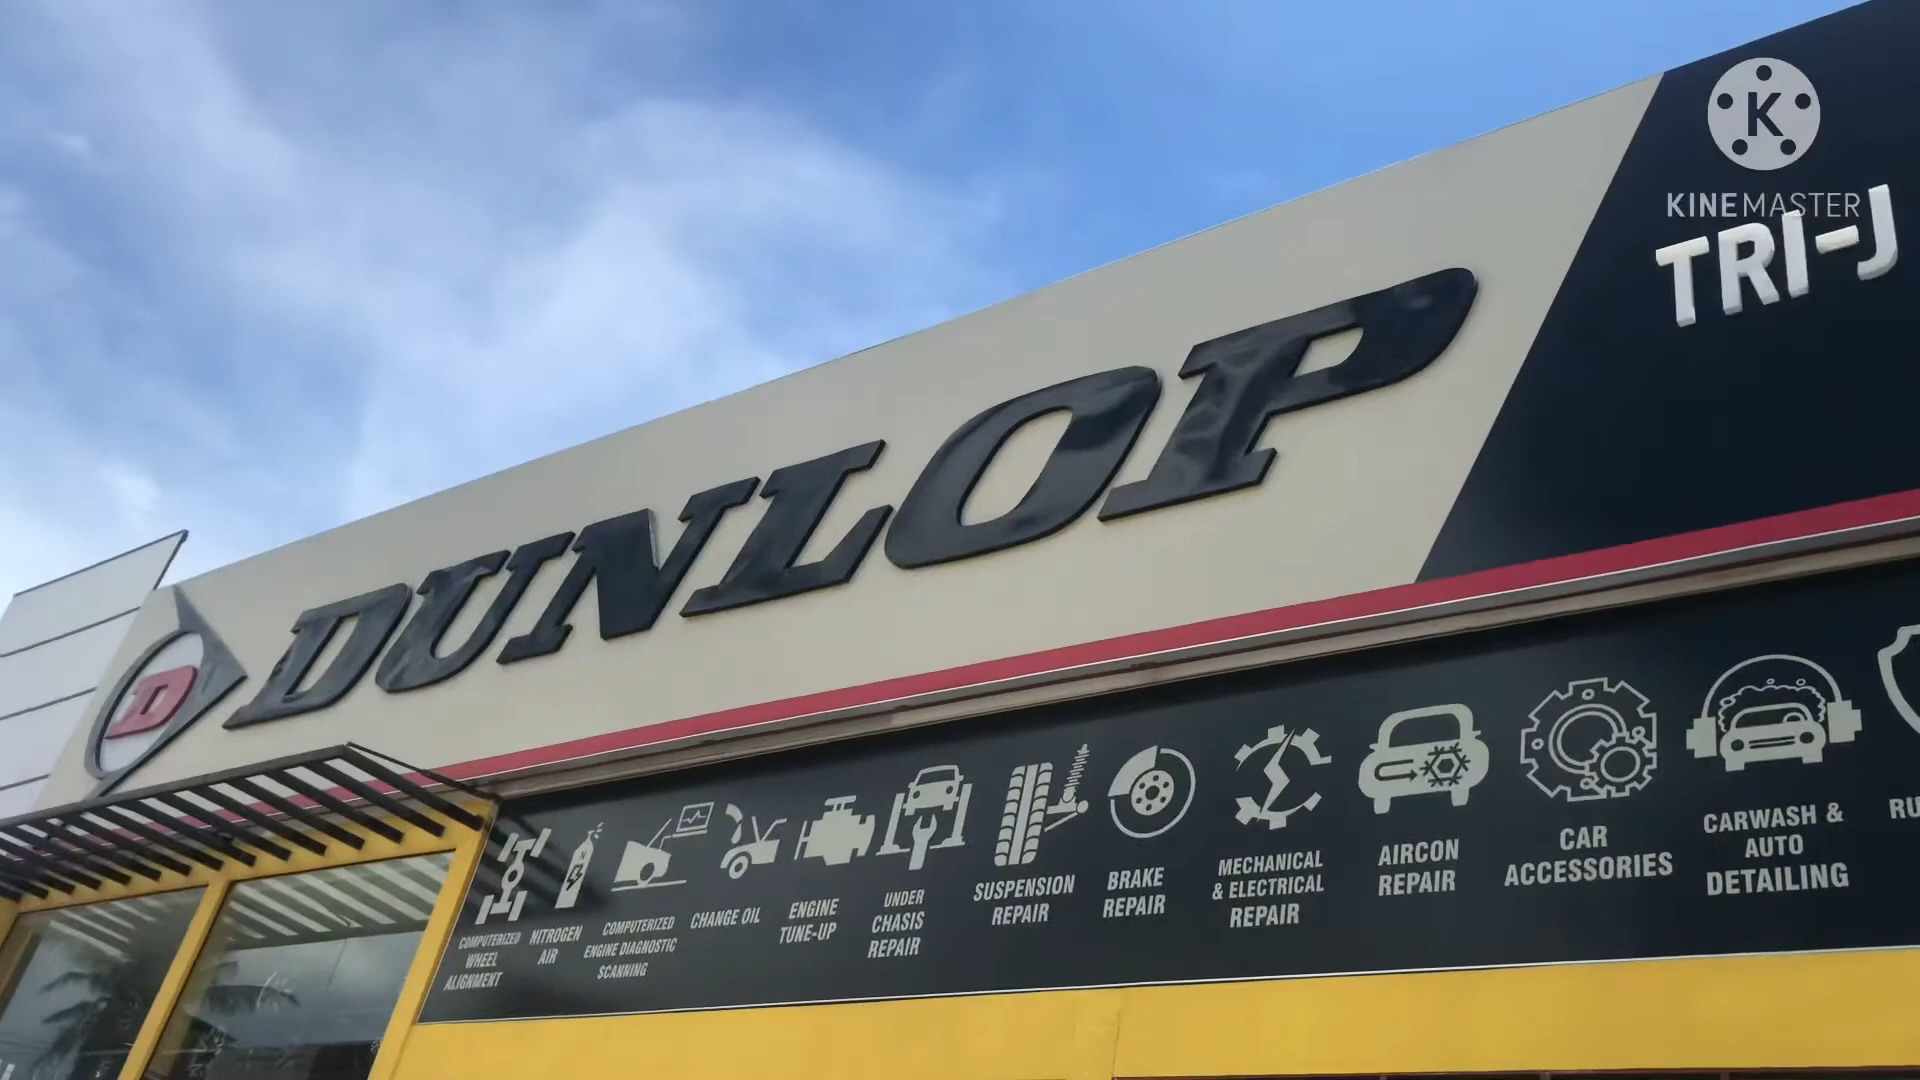 K
KINEMASTER
TRI-J
DUNLOP
D
COMPUTERIZED
WHEEL
ALIGNMENT
NITROGEN
AIR
COMPUTERIZED
ENGINE DIAGNOSTIC
SCANNING
CHANGE OIL
ENGINE
TUNE-UP
UNDER
CHASIS
REPAIR
SUSPENSION
REPAIR
BRAKE
REPAIR
MECHANICAL
& ELECTRICAL
REPAIR
AIRCON
REPAIR
CAR
ACCESSORIES
CARWASH &
AUTO
DETAILING
RU